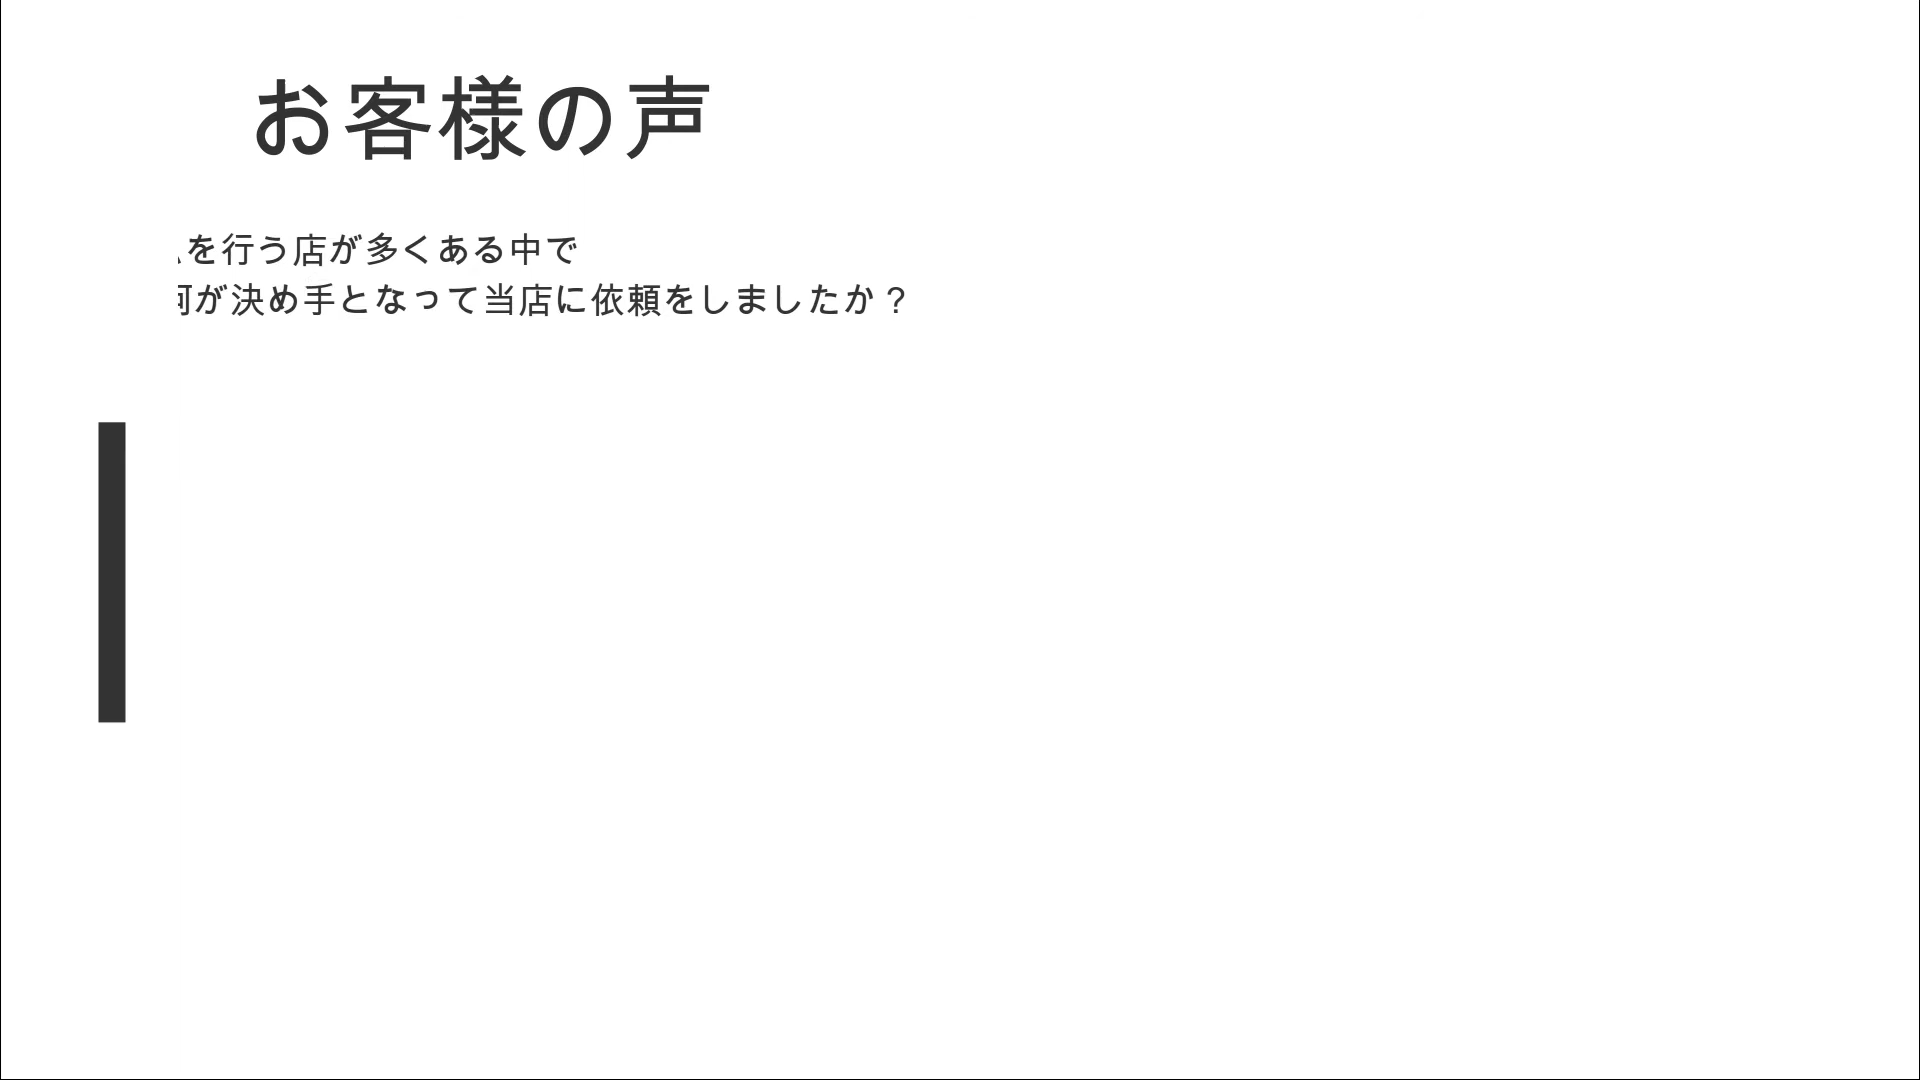 お客様の声
を行う店が多くある中で
が決め手となって当店に依頼をしましたか？